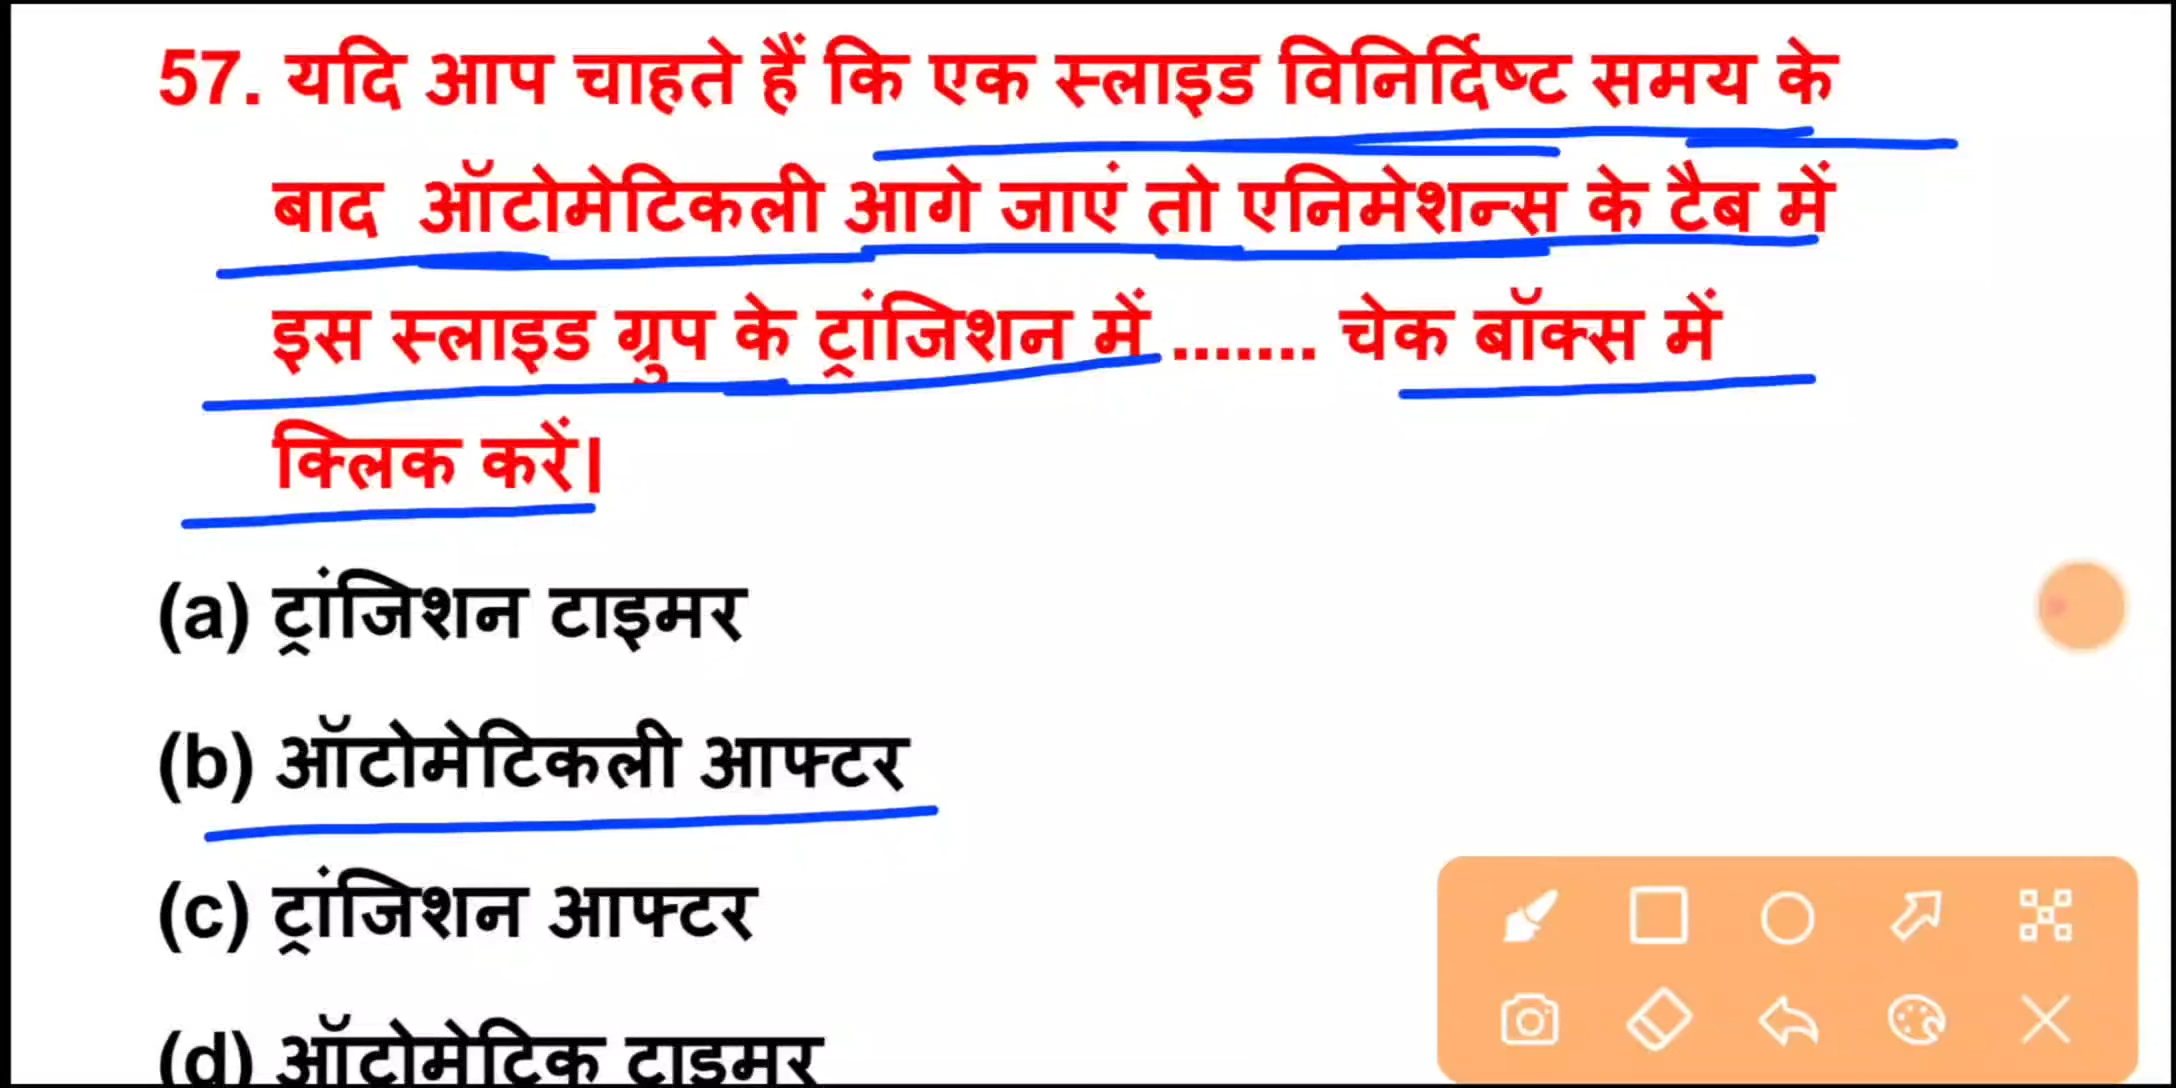 57. यदि आप चाहते हैं कि एक स्लाइड विनिर्दिष्ट समय के
बाद ऑटोमेटिकली आगे जाएं तो एनिमेशन्स के टैब में
इस स्लाइड ग्रुप के ट्रांजिशन में ....... चेक बॉक्स में
क्लिक करें।
(a) ट्रांजिशन टाइमर
(b) ऑटोमेटिकली आफ्टर
(c) ट्रांजिशन आफ्टर
(d) ऑटोमेटिक टाइमर